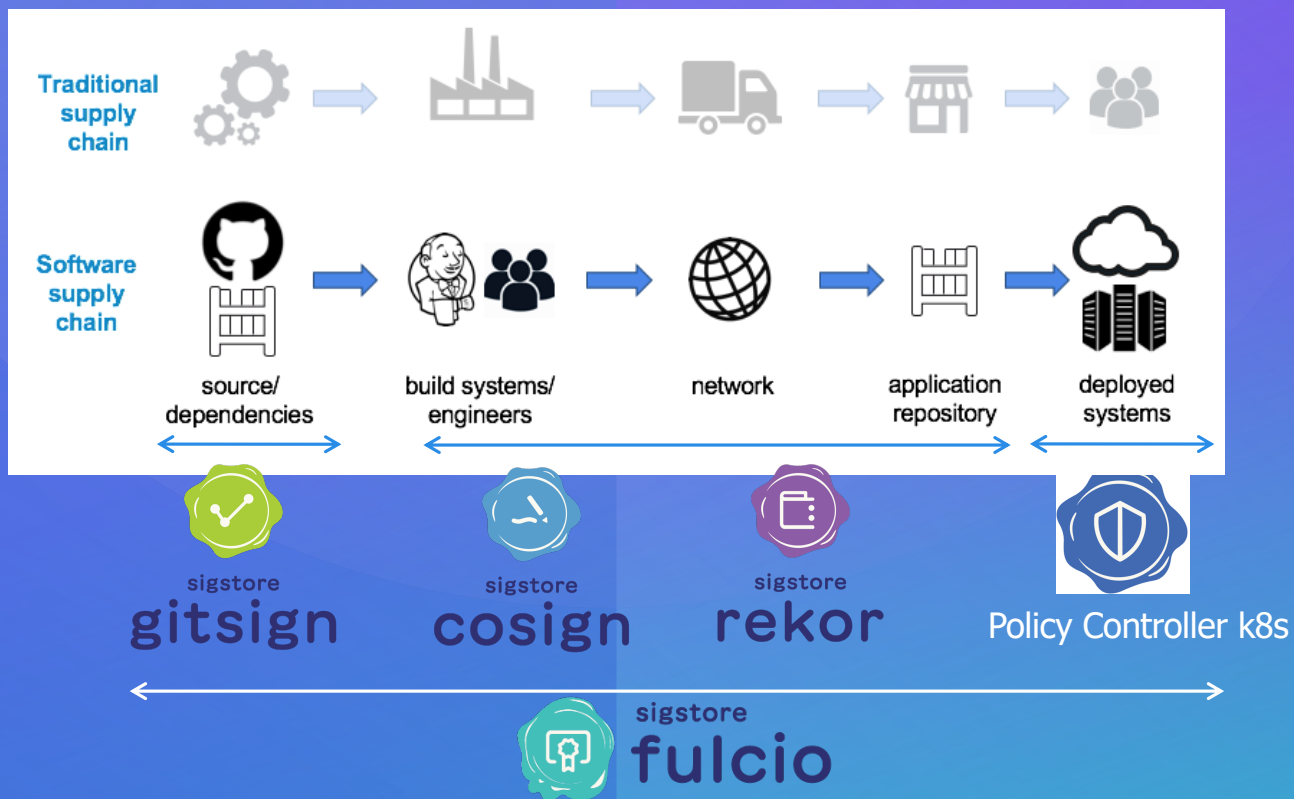 Traditional
supply
chain
Software
supply
chain
source/
dependencies
build systems/
engineers
network
application
repository
deployed
systems
sigstore
gitsign
sigstore
cosign
sigstore
rekor
Policy Controller k8s
sigstore
fulcio